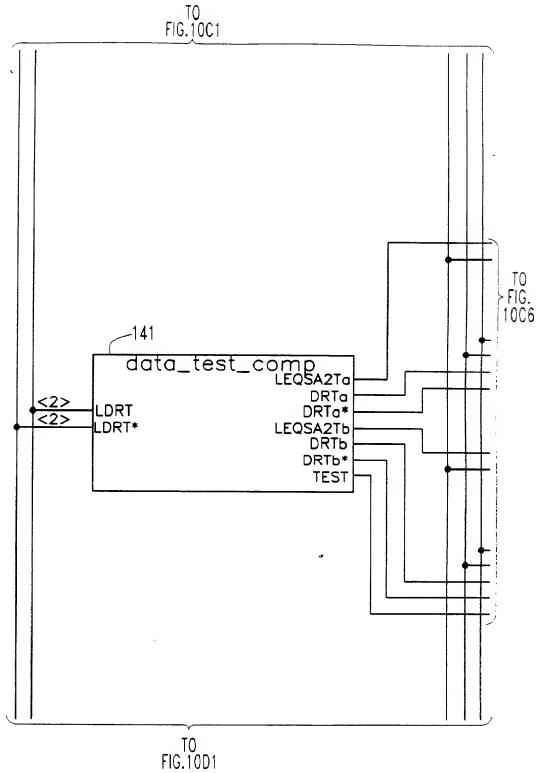 TO
FIG.10C1
TO
FIG.
10C6
141
data_test_comp
LEQSA2Ta
DRTa
<2>
LDRT
DRTa*
<2>
LDRT*
LEQSA2Tb
DRTb
DRTb*
TEST
TO
FIG.10D1